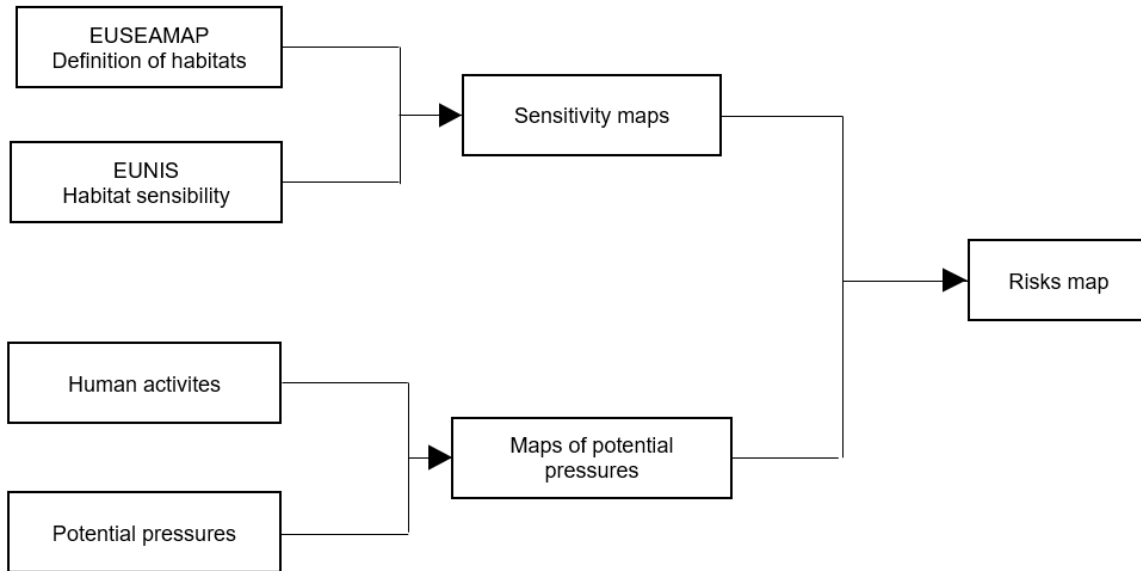 EUSEAMAP
Definition of habitats
EUNIS
Habitat sensibility
Sensitivity maps
Risks map
Human activites
Potential pressures
Maps of potential
pressures